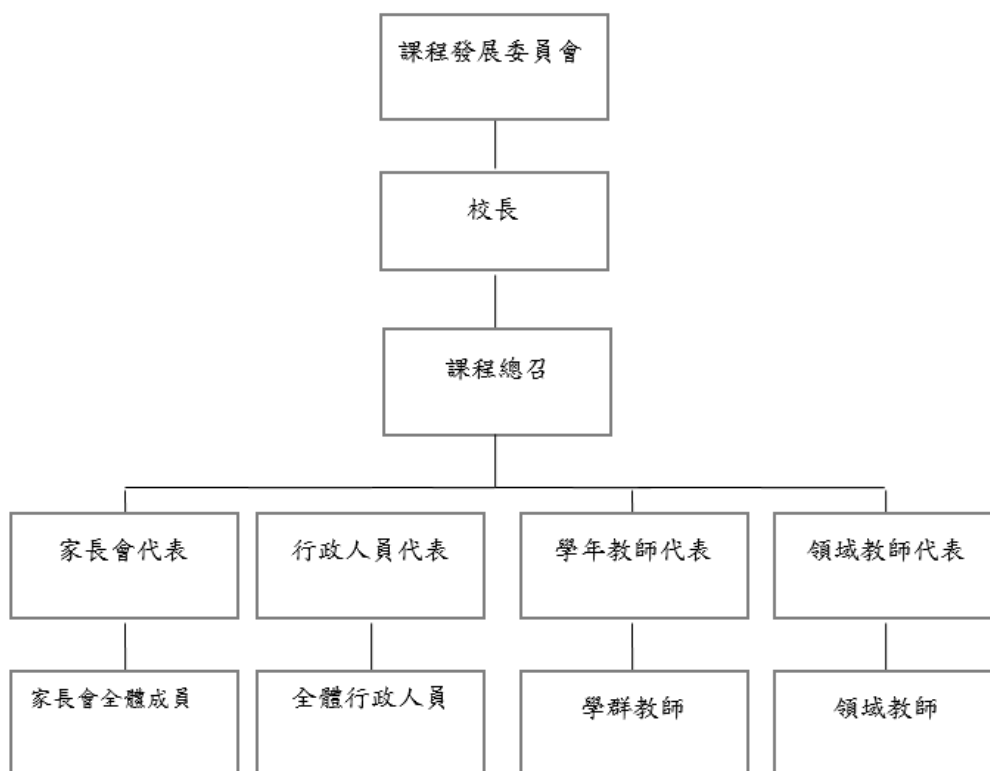 課程發展委員會
校長
課程總召
家長會代表
行政人員代表
學年教師代表
領域教師代表
家長會全體成員
全體行政人員
學群教師
領域教師